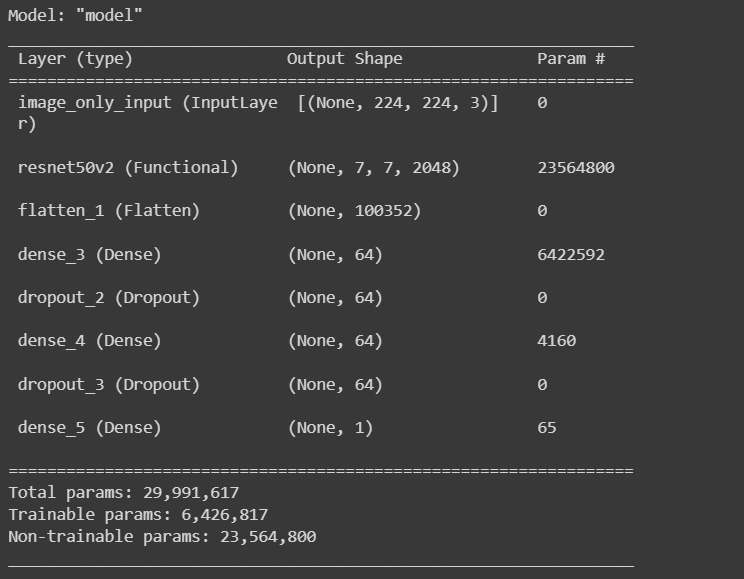 Model: "model"
_________________________________________________________________
Layer (type) Output Shape Param #
=================================================================
image_only_input (InputLaye [(None, 224, 224, 3)] 0
r)
resnet50v2 (Functional) (None, 7, 7, 2048) 23564800
flatten_1 (Flatten) (None, 100352) 0
dense_3 (Dense) (None, 64) 6422592
dropout_2 (Dropout) (None, 64) 0
dense_4 (Dense) (None, 64) 4160
dropout_3 (Dropout) (None, 64) 0
dense_5 (Dense) (None, 1) 65
=================================================================
Total params: 29,991,617
Trainable params: 6,426,817
Non-trainable params: 23,564,800
_________________________________________________________________